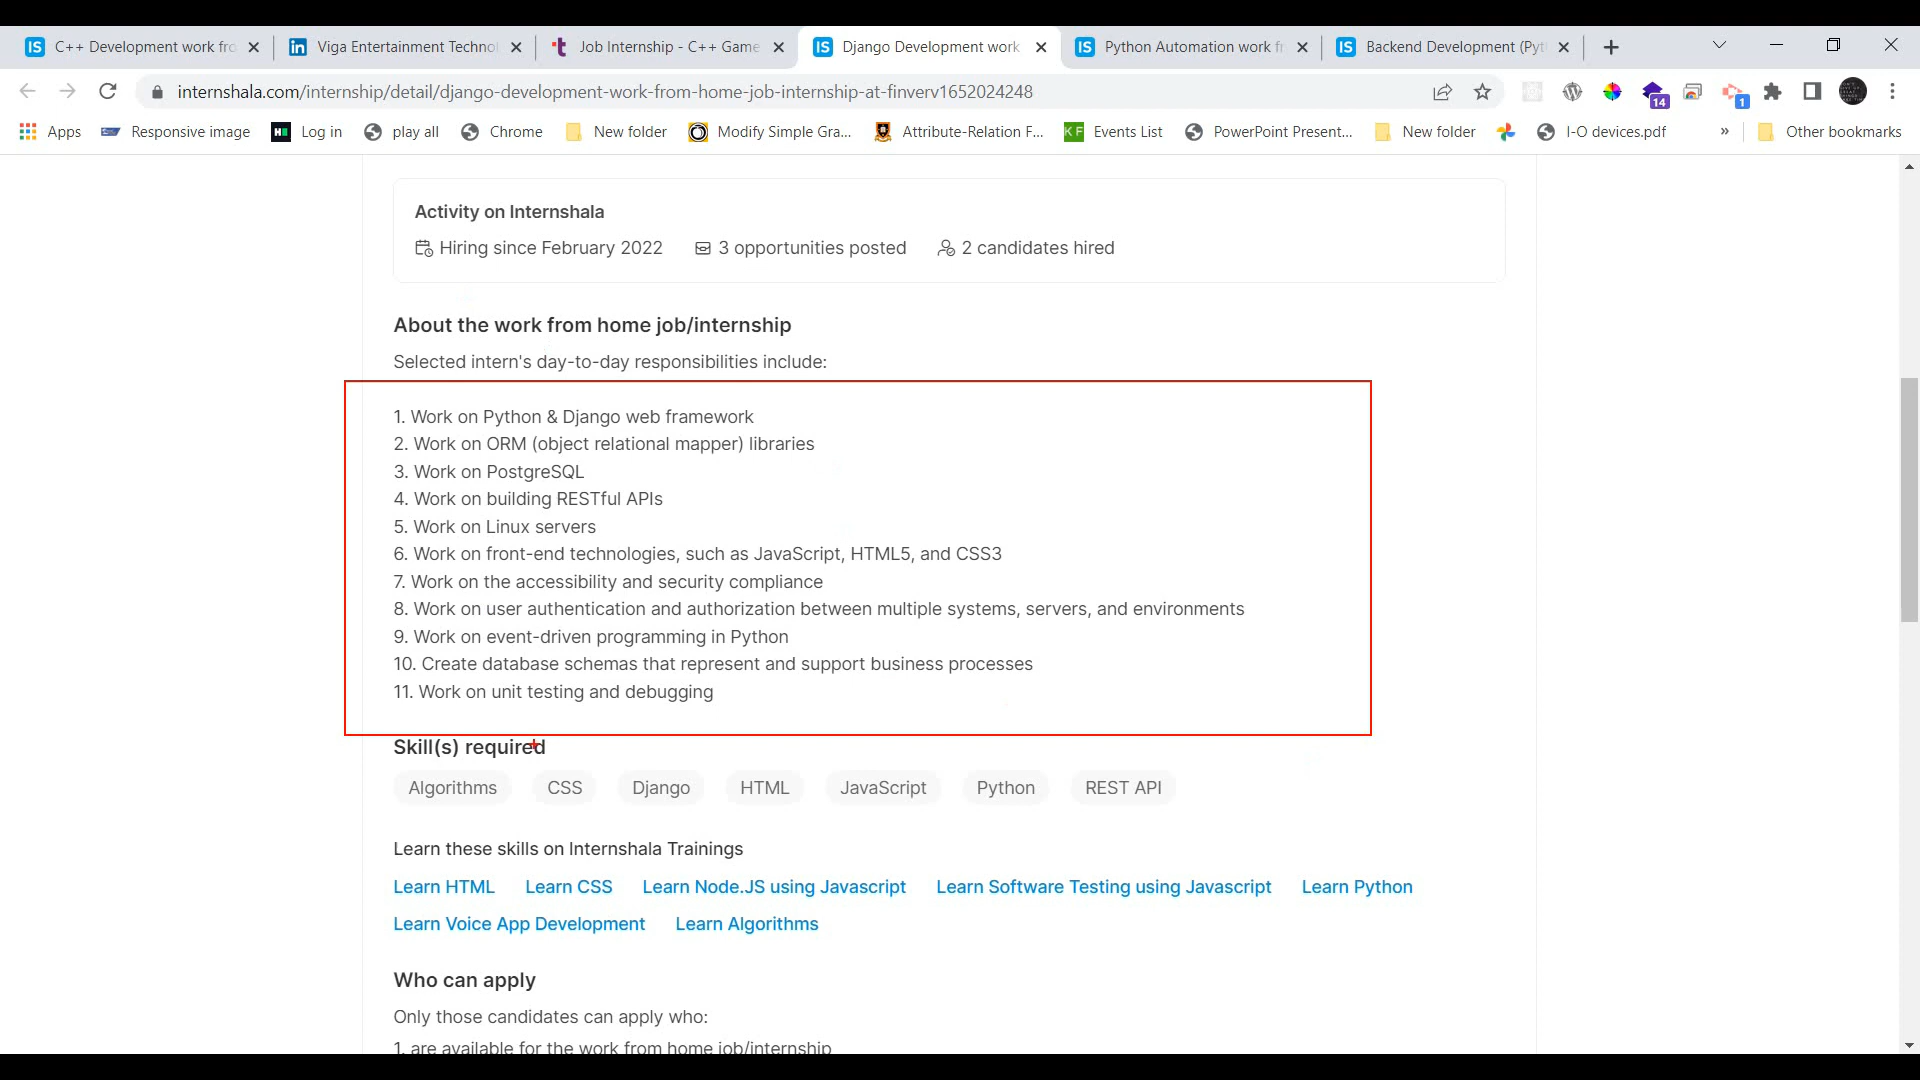 C++ Development work fro
Viga Entertainment Technol
Job Internship - C++ Game
Django Development work
Python Automation work fr
Backend Development (Pyt
internshala.com/internship/detail/django-development-work-from-home-job-internship-at-finverv1652024248
14
1
Apps
Responsive image
Log in
play all
Chrome
New folder
Modify Simple Gra...
Attribute-Relation F...
KF Events List
PowerPoint Present...
New folder
I-O devices.pdf
»
Other bookmarks
Activity on Internshala
Hiring since February 2022
3 opportunities posted
2 candidates hired
About the work from home job/internship
Selected intern's day-to-day responsibilities include:
1. Work on Python & Django web framework
2. Work on ORM (object relational mapper) libraries
3. Work on PostgreSQL
4. Work on building RESTful APIs
5. Work on Linux servers
6. Work on front-end technologies, such as JavaScript, HTML5, and CSS3
7. Work on the accessibility and security compliance
8. Work on user authentication and authorization between multiple systems, servers, and environments
9. Work on event-driven programming in Python
10. Create database schemas that represent and support business processes
11. Work on unit testing and debugging
Skill(s) required
Algorithms
CSS
Django
HTML
JavaScript
Python
REST API
Learn these skills on Internshala Trainings
Learn HTML
Learn CSS
Learn Node.JS using Javascript
Learn Software Testing using Javascript
Learn Python
Learn Voice App Development
Learn Algorithms
Who can apply
Only those candidates can apply who:
1. are available for the work from home job/internship